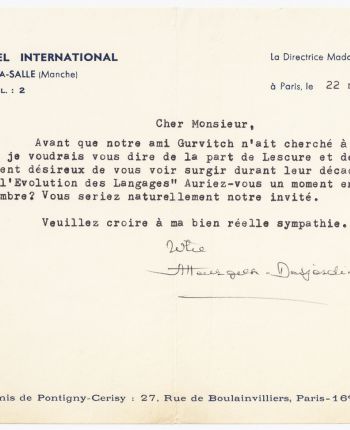 EL INTERNATIONAL
A-SALLE (Manche)
L. : 2
La Directrice Mada
à Paris, le 22
Cher Monsieur,
Avant que notre ami Gurvitch n'ait cherché à
je voudrais vous dire de la part de Lescure et de
ent désireux de vous voir surgir durant leur décad
l'Evolution des Langages" Auriez-vous un moment en
mbre? Vous seriez naturellement notre invité.
Veuillez croire à ma bien réelle sympathie.
mis de Pontigny-Cerisy : 27, Rue de Boulainvilliers, Paris-16